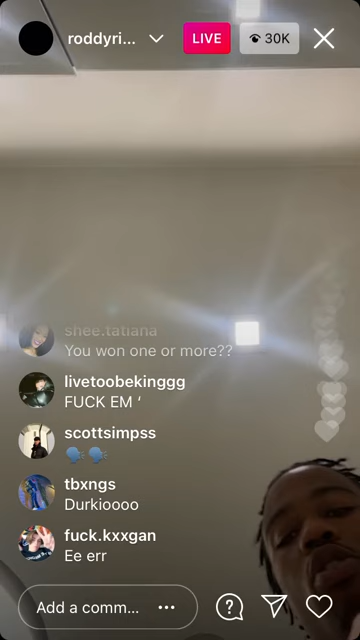 roddyri...
LIVE
30K
shee.tatiana
You won one or more??
livetoobekinggg
FUCK EM ‘
scottsimpss
tbxngs
Durkioooo
fuck.kxxgan
Ee err
Add a comm...